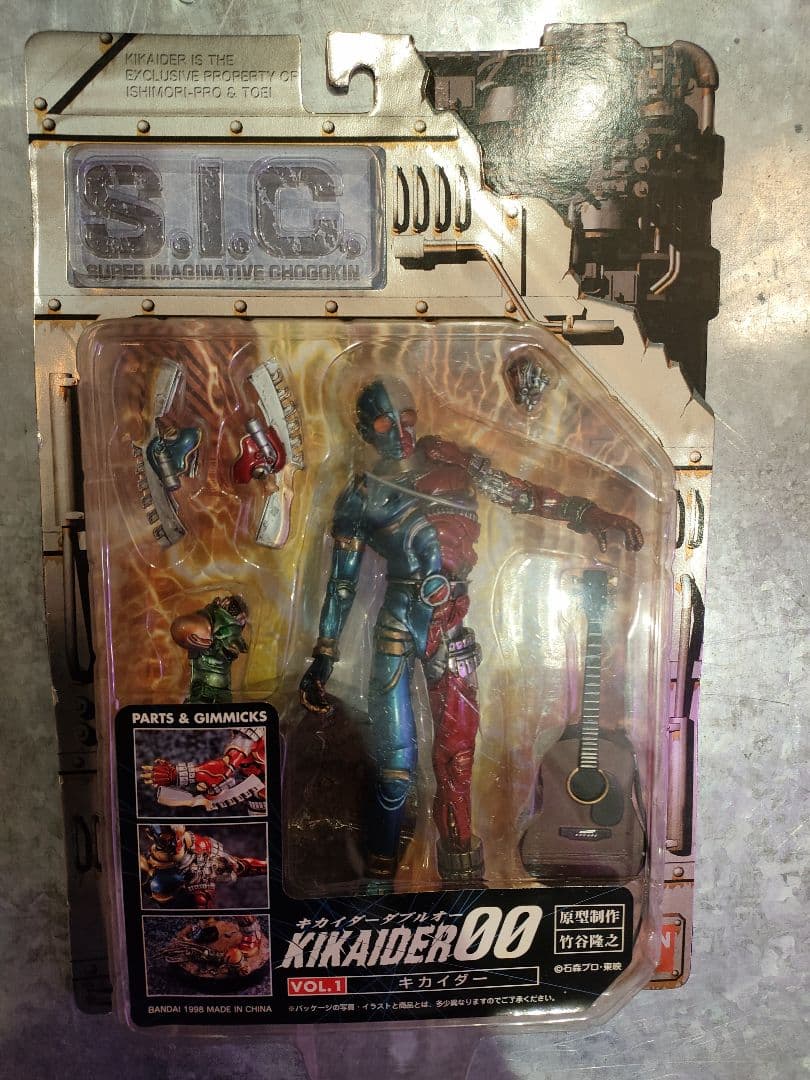 KIKAIDER IS THE
EXCLUSIVE PROPERTY OF
ISHIMORI-PRO & TOEI
S.I.C.
SUPER IMAGINATIVE CHOGOKIN
PARTS & GIMMICKS
キカイダーダブルオー
KIKAIDER00
VOL.1
キカイダー
原型制作
竹谷隆之
©石森プロ・東映
BANDAI 1998 MADE IN CHINA
※パッケージの写真・イラストと商品とは、多少異なりますのでご了承ください。